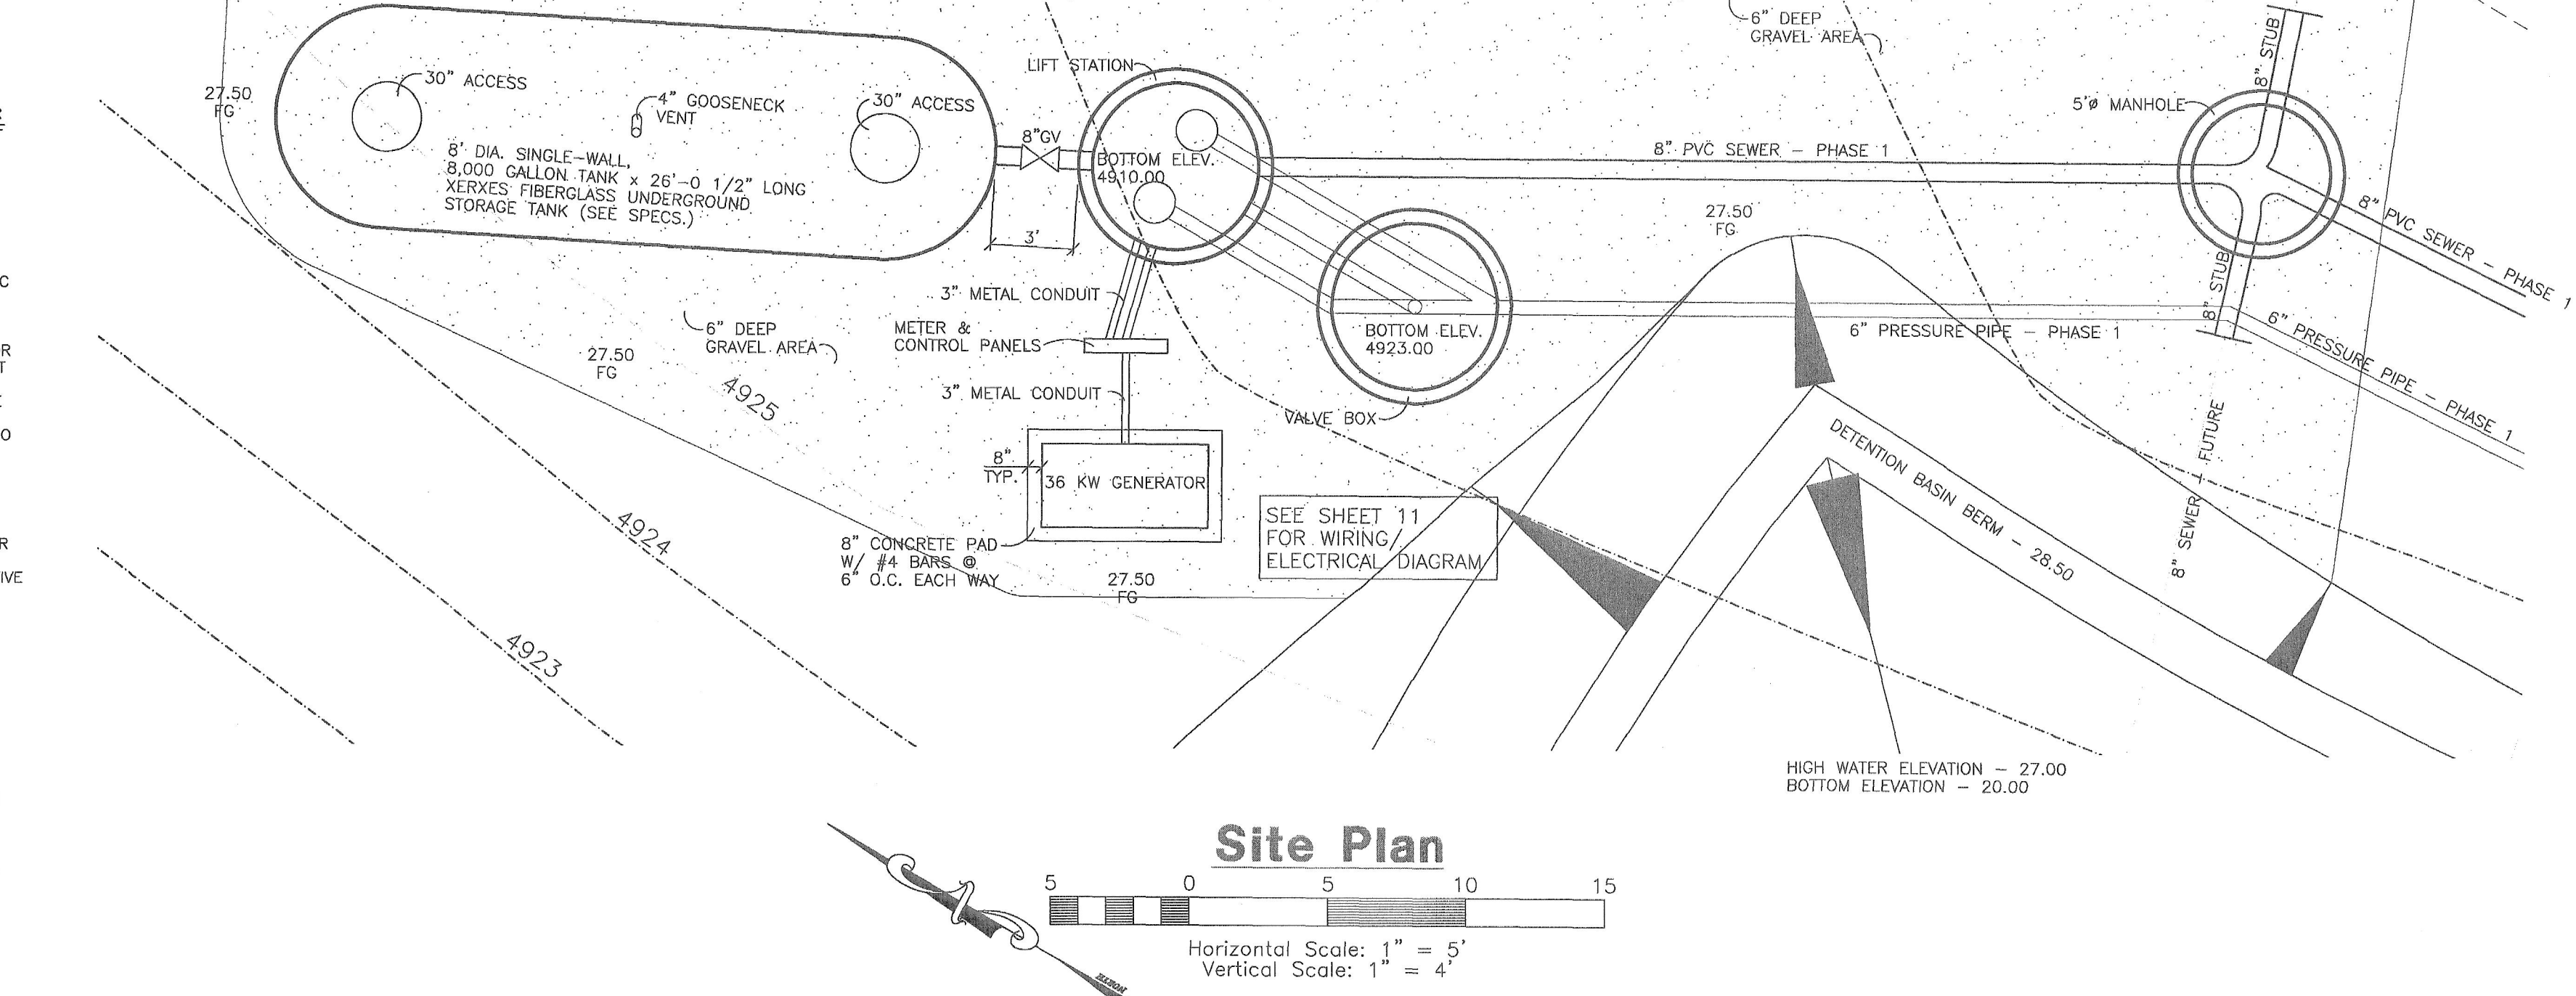 6" DEEP
GRAVEL AREA
8" STUB
LIFT STATION
30" ACCESS
27.50
FG
4" GOOSENECK
VENT
30" ACCESS
5'ø MANHOLE
8"GV
BOTTOM ELEV.
4910.00
8" PVC SEWER - PHASE 1
8' DIA. SINGLE-WALL,
8,000 GALLON TANK x 26'-0 1/2" LONG
XERXES FIBERGLASS UNDERGROUND
STORAGE TANK (SEE SPECS.)
27.50
FG
8" PVC SEWER - PHASE 1
3'
8" STUB
C
3" METAL CONDUIT
METER &
CONTROL PANELS
6" DEEP
GRAVEL AREA
BOTTOM ELEV.
4923.00
6" PRESSURE PIPE - PHASE 1
6" PRESSURE PIPE - PHASE 1
R
T
27.50
FG
4925
3" METAL CONDUIT
VALVE BOX
DETENTION BASIN BERM - 28.50
8" SEWER - FUTURE
O
8"
TYP.
36 KW GENERATOR
SEE SHEET 11
FOR WIRING/
ELECTRICAL DIAGRAM
4924
8" CONCRETE PAD
W/ #4 BARS @
6" O.C. EACH WAY
27.50
FG
R
IVE
4923
HIGH WATER ELEVATION - 27.00
BOTTOM ELEVATION - 20.00
Site Plan
5 0 5 10 15
Horizontal Scale: 1" = 5'
Vertical Scale: 1" = 4'
NORTH